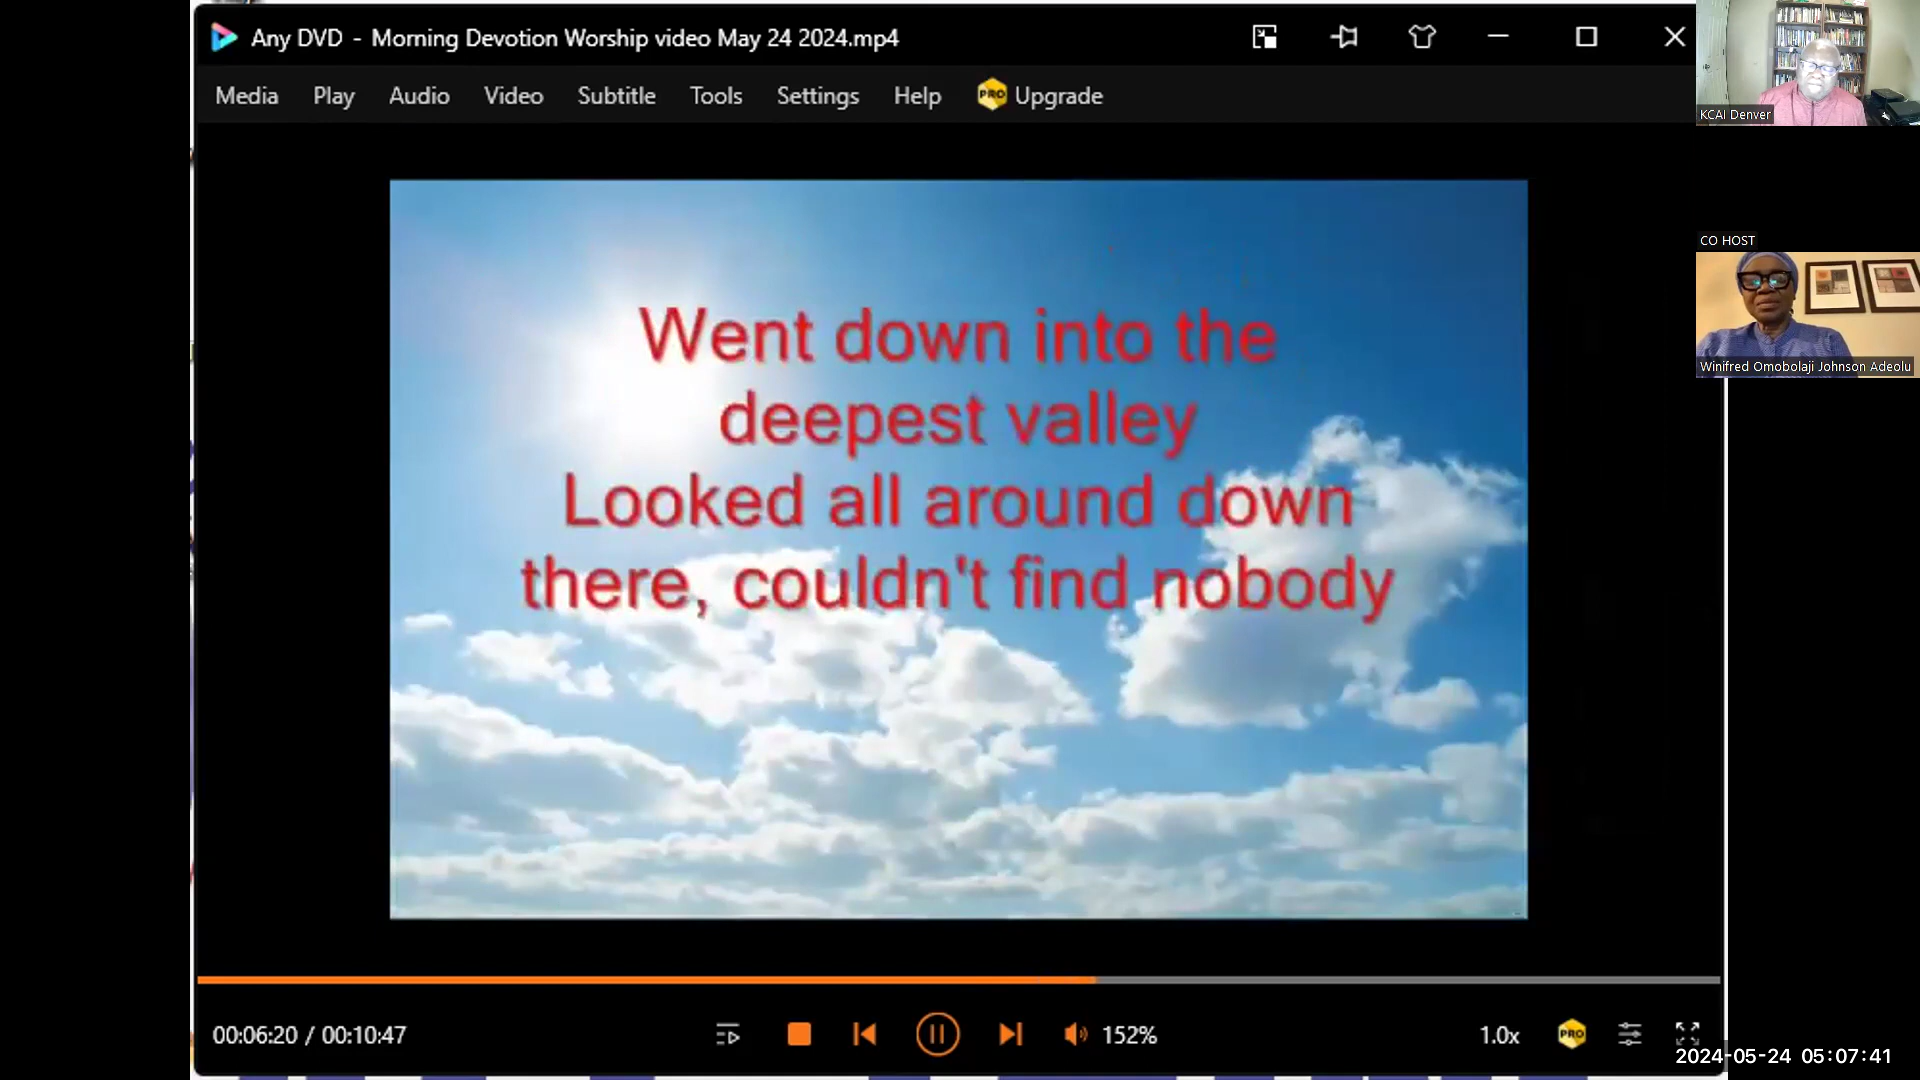 Any DVD - Morning Devotion Worship video May 24 2024.mp4
Media Play Audio Video Subtitle Tools Settings Help PRO Upgrade
KCAI Denver
CO HOST
Winifred Omobolaji Johnson Adeolu
Went down into the
deepest valley
Looked all around down
there, couldn't find nobody
00:06:20 / 00:10:47
152%
1.0x
PRO
2024-05-24 05:07:41